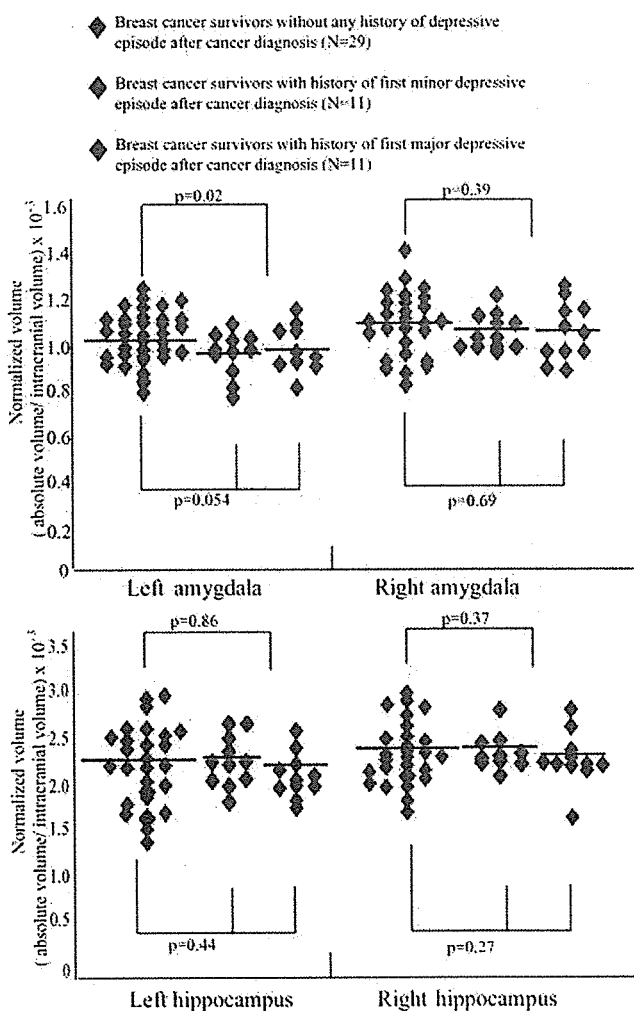 Breast cancer survivors without any history of depressive
episode after cancer diagnosis (N=29)
Breast cancer survivors with history of first minor depressive
episode after cancer diagnosis (N=11)
Breast cancer survivors with history of first major depressive
episode after cancer diagnosis (N=11)
Normalized volume
( absolute volume/ intracranial volume) x 10⁻³
1.6
1.4
1.2
1.0
0.8
0.6
0.4
0.2
0
p=0.02
p=0.39
p=0.054
p=0.69
Left amygdala
Right amygdala
Normalized volume
( absolute volume/ intracranial volume) x 10⁻³
3.5
3.0
2.5
2.0
1.5
1.0
0.5
0
p=0.86
p=0.37
p=0.44
p=0.27
Left hippocampus
Right hippocampus